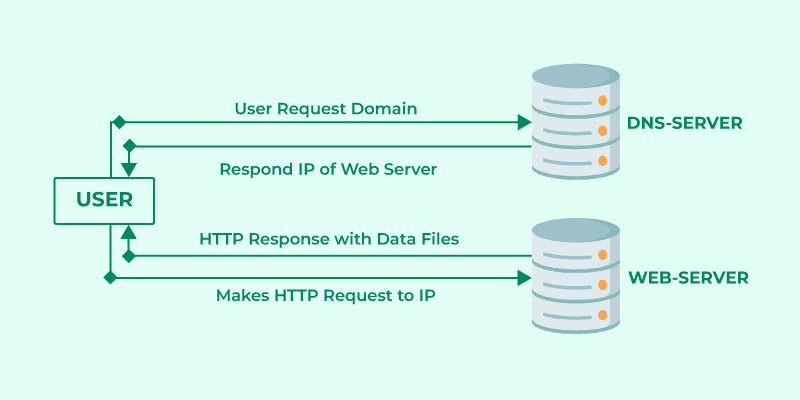 User Request Domain
DNS-SERVER
Respond IP of Web Server
USER
HTTP Response with Data Files
WEB-SERVER
Makes HTTP Request to IP